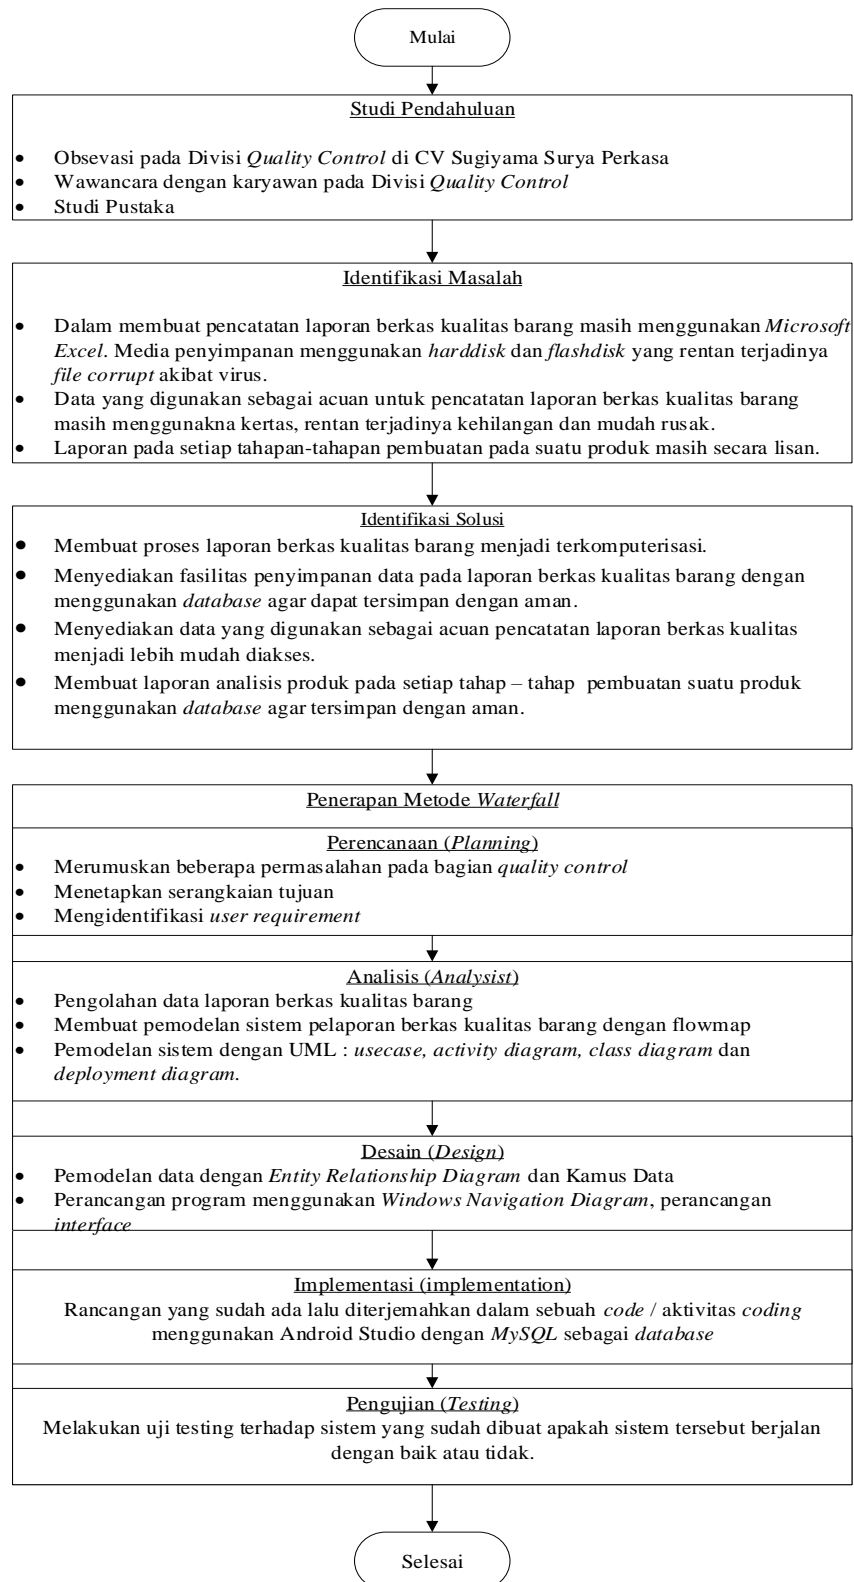 Mulai
Studi Pendahuluan
• Obsevasi pada Divisi Quality Control di CV Sugiyama Surya Perkasa
• Wawancara dengan karyawan pada Divisi Quality Control
• Studi Pustaka
Identifikasi Masalah
• Dalam membuat pencatatan laporan berkas kualitas barang masih menggunakan Microsoft
Excel. Media penyimpanan menggunakan harddisk dan flashdisk yang rentan terjadinya
file corrupt akibat virus.
• Data yang digunakan sebagai acuan untuk pencatatan laporan berkas kualitas barang
masih menggunakna kertas, rentan terjadinya kehilangan dan mudah rusak.
• Laporan pada setiap tahapan-tahapan pembuatan pada suatu produk masih secara lisan.
Identifikasi Solusi
• Membuat proses laporan berkas kualitas barang menjadi terkomputerisasi.
• Menyediakan fasilitas penyimpanan data pada laporan berkas kualitas barang dengan
menggunakan database agar dapat tersimpan dengan aman.
• Menyediakan data yang digunakan sebagai acuan pencatatan laporan berkas kualitas
menjadi lebih mudah diakses.
• Membuat laporan analisis produk pada setiap tahap – tahap pembuatan suatu produk
menggunakan database agar tersimpan dengan aman.
Penerapan Metode Waterfall
Perencanaan (Planning)
• Merumuskan beberapa permasalahan pada bagian quality control
• Menetapkan serangkaian tujuan
• Mengidentifikasi user requirement
Analisis (Analysist)
• Pengolahan data laporan berkas kualitas barang
• Membuat pemodelan sistem pelaporan berkas kualitas barang dengan flowmap
• Pemodelan sistem dengan UML : usecase, activity diagram, class diagram dan
deployment diagram.
Desain (Design)
• Pemodelan data dengan Entity Relationship Diagram dan Kamus Data
• Perancangan program menggunakan Windows Navigation Diagram, perancangan
interface
Implementasi (implementation)
Rancangan yang sudah ada lalu diterjemahkan dalam sebuah code / aktivitas coding
menggunakan Android Studio dengan MySQL sebagai database
Pengujian (Testing)
Melakukan uji testing terhadap sistem yang sudah dibuat apakah sistem tersebut berjalan
dengan baik atau tidak.
Selesai